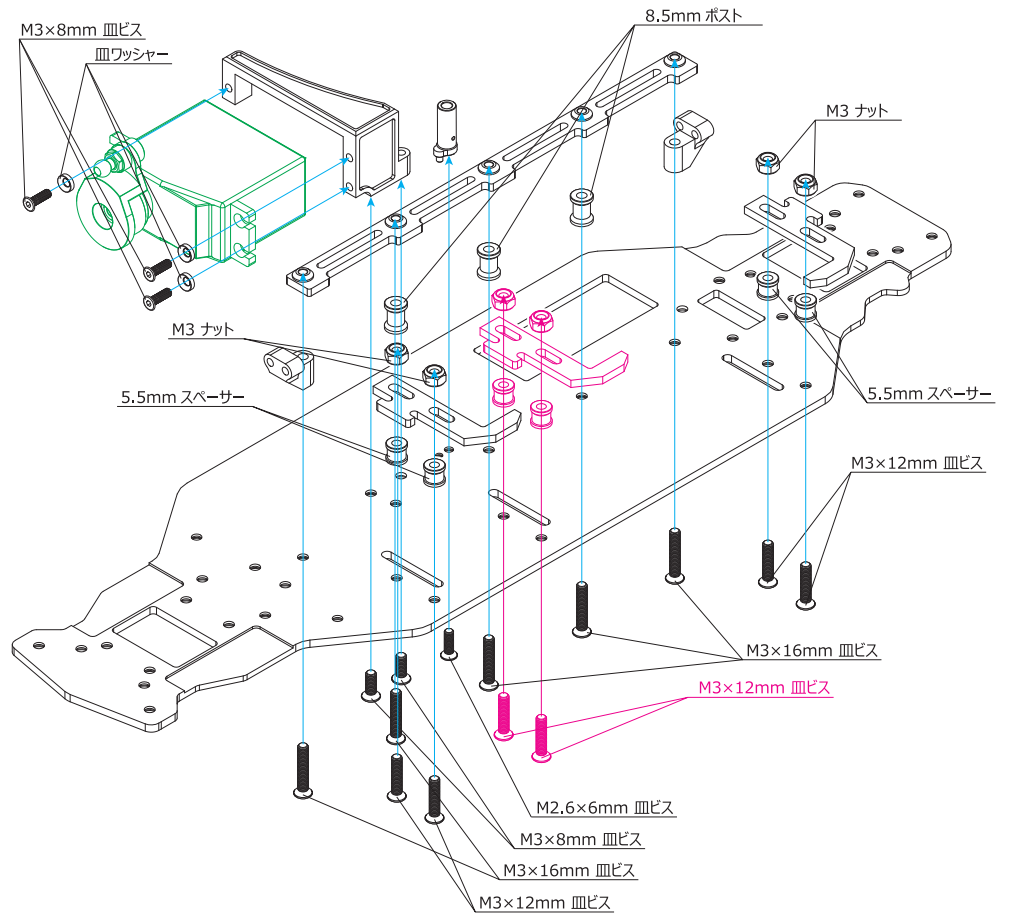 8.5mm ポスト
M3×8mm 皿ビス
皿ワッシャー
M3 ナット
M3 ナット
5.5mm スペーサー
5.5mm スペーサー
M3×12mm 皿ビス
M3×16mm 皿ビス
M3×12mm 皿ビス
M2.6×6mm 皿ビス
M3×8mm 皿ビス
M3×16mm 皿ビス
M3×12mm 皿ビス